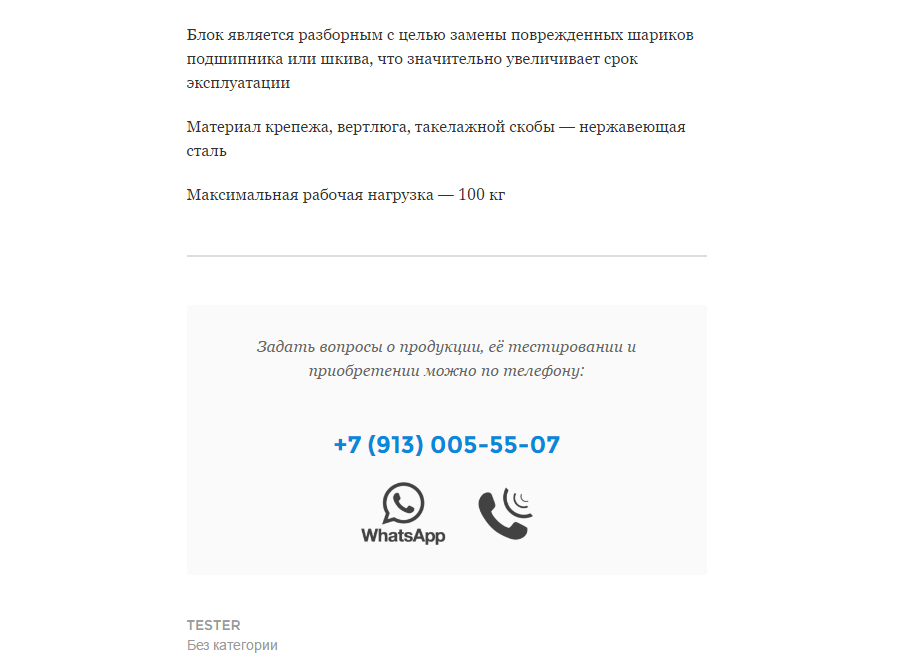 Блок является разборным с целью замены поврежденных шариков
подшипника или шкива, что значительно увеличивает срок
эксплуатации
Материал крепежа, вертлюга, такелажной скобы — нержавеющая
сталь
Максимальная рабочая нагрузка — 100 кг
Задать вопросы о продукции, её тестировании и
приобретении можно по телефону:
+7 (913) 005-55-07
WhatsApp
TESTER
Без категории